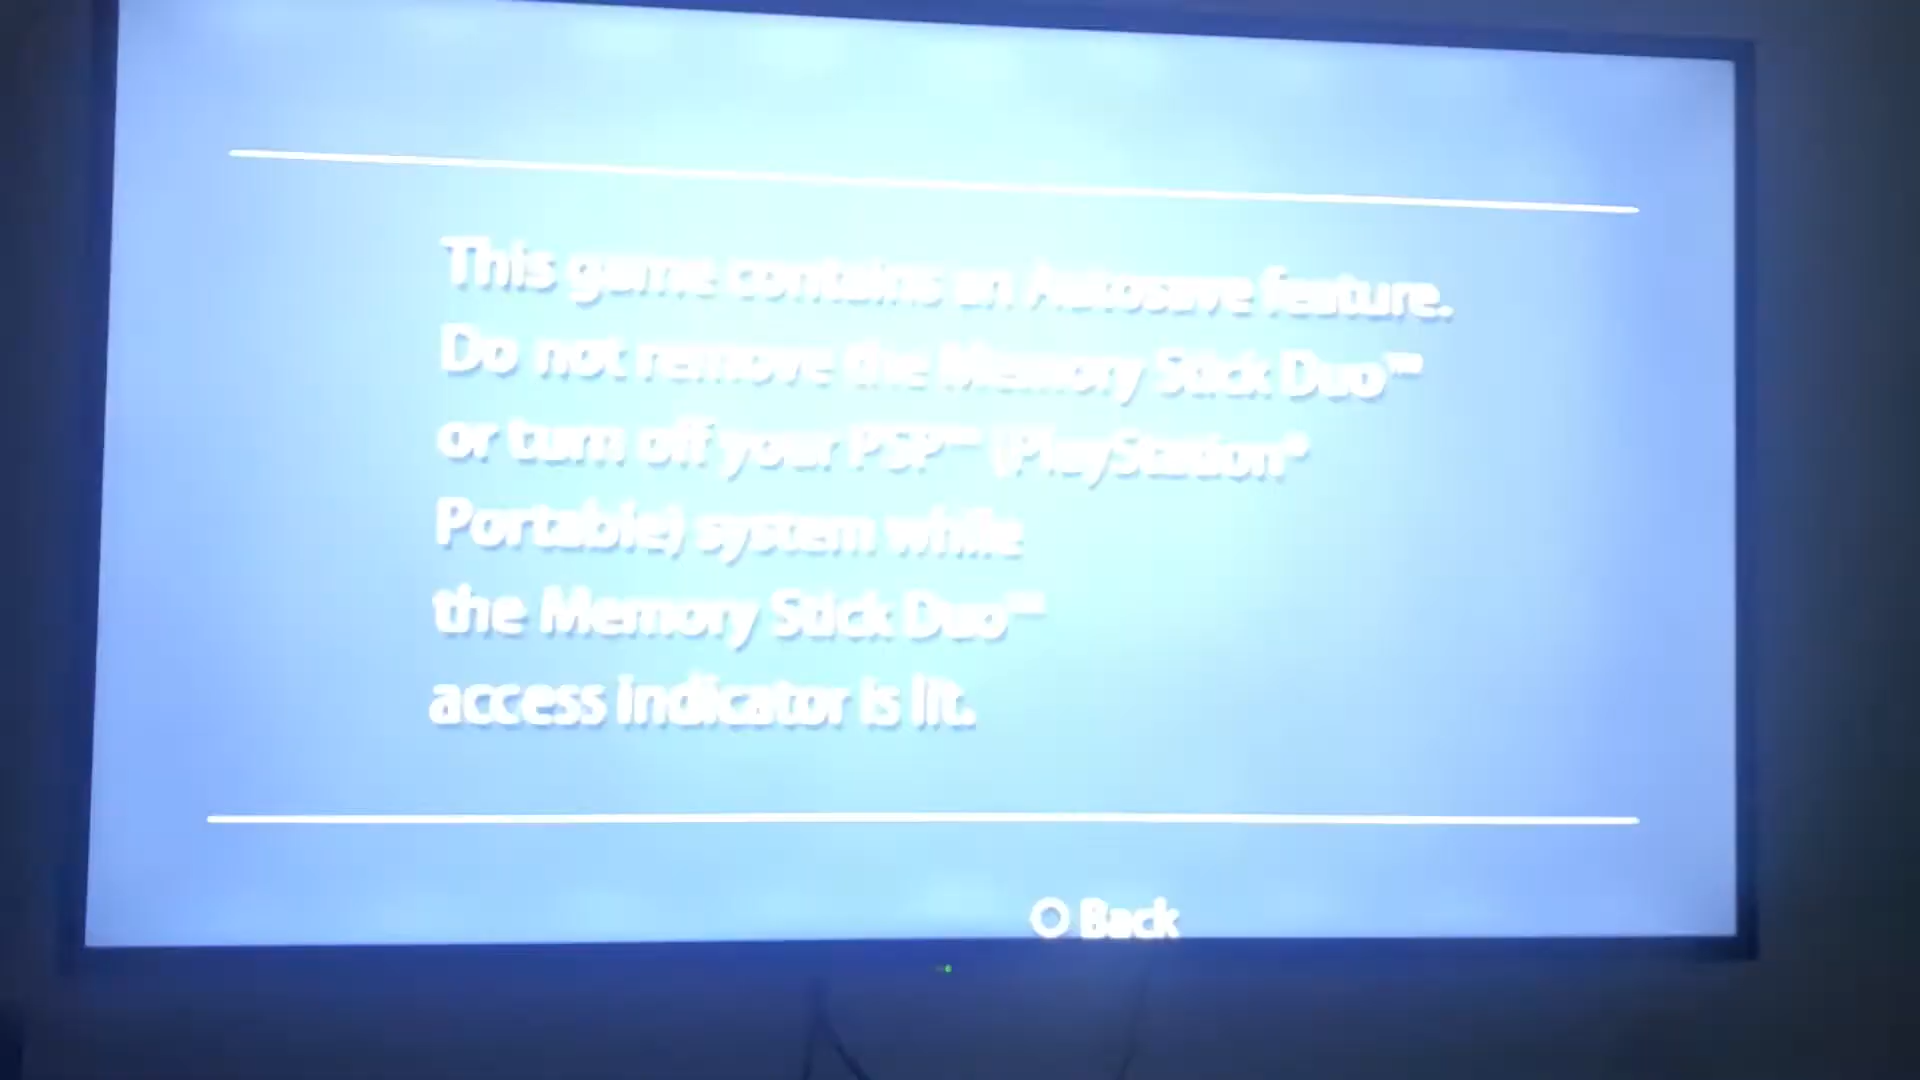 This game contains an Autosave feature.
Do not remove the Memory Stick Duo™
or turn off your PSP™ (PlayStation®
Portable) system while
the Memory Stick Duo™
access indicator is lit.
Back